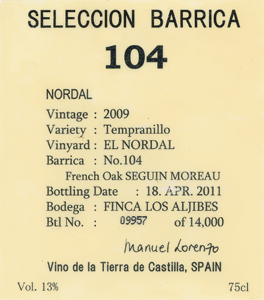 SELECCION BARRICA
104
NORDAL
Vintage : 2009
Variety : Tempranillo
Vinyard : EL NORDAL
Barrica : No.104
French Oak SEGUIN MOREAU
Bottling Date : 18. APR. 2011
Bodega : FINCA LOS ALJIBES
Btl No. : 09957 of 14,000
Manuel Lorenzo
Vino de la Tierra de Castilla, SPAIN
Vol. 13% 75cl